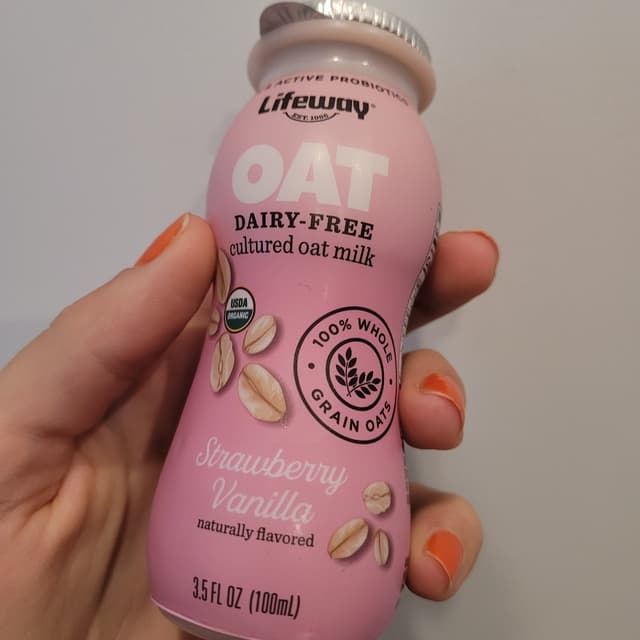 ACTIVE PROBIOTICS
Lifeway®
EST. 1986
OAT
DAIRY-FREE
cultured oat milk
USDA
ORGANIC
100% WHOLE
GRAIN OATS
Strawberry
Vanilla
naturally flavored
3.5 FL OZ (100mL)